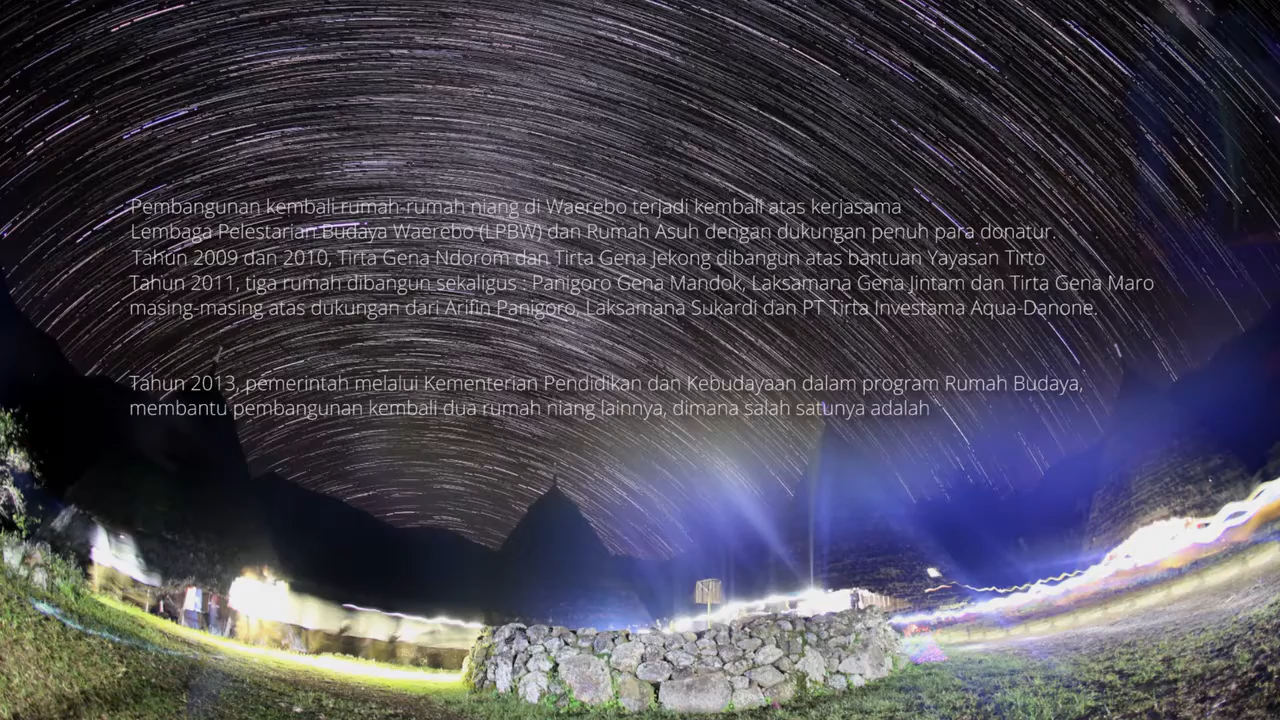 Pembangunan kembali rumah-rumah niang di Waerebo terjadi kembali atas kerjasama
Lembaga Pelestarian Budaya Waerebo (LPBW) dan Rumah Asuh dengan dukungan penuh para donatur.
Tahun 2009 dan 2010, Tirta Gena Ndorom dan Tirta Gena Jekong dibangun atas bantuan Yayasan Tirto
Tahun 2011, tiga rumah dibangun sekaligus : Panigoro Gena Mandok, Laksamana Gena Jintam dan Tirta Gena Maro
masing-masing atas dukungan dari Arifin Panigoro, Laksamana Sukardi dan PT Tirta Investama Aqua-Danone.
Tahun 2013, pemerintah melalui Kementerian Pendidikan dan Kebudayaan dalam program Rumah Budaya,
membantu pembangunan kembali dua rumah niang lainnya, dimana salah satunya adalah